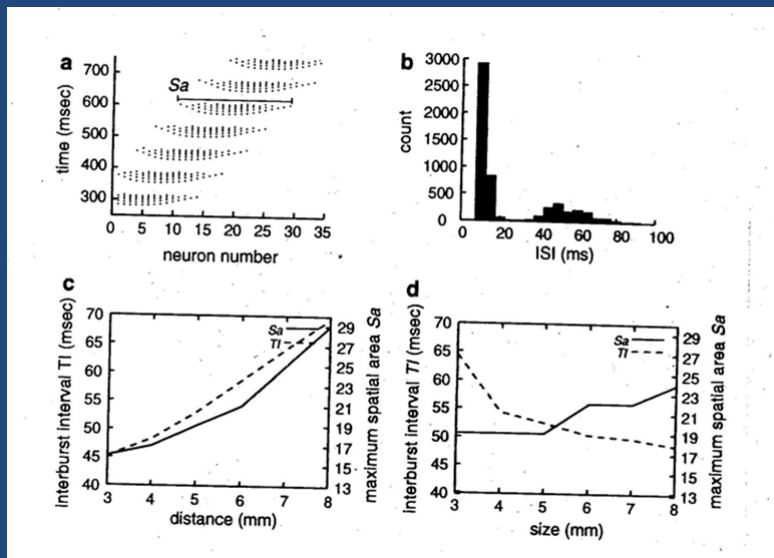 a
700
600
500
400
300
time (msec)
Sa
0 5 10 15 20 25 30 35
neuron number
b
3000
2500
2000
1500
1000
500
0
count
0 20 40 60 80 100
ISI (ms)
c
70
65
60
55
50
45
40
interburst interval TI (msec)
Sa
TI
29
27
25
23
21
19
17
15
13
maximum spatial area Sa
3 4 5 6 7 8
distance (mm)
d
70
65
60
55
50
45
40
interburst interval TI (msec)
Sa
TI
29
27
25
23
21
19
17
15
13
maximum spatial area Sa
3 4 5 6 7 8
size (mm)